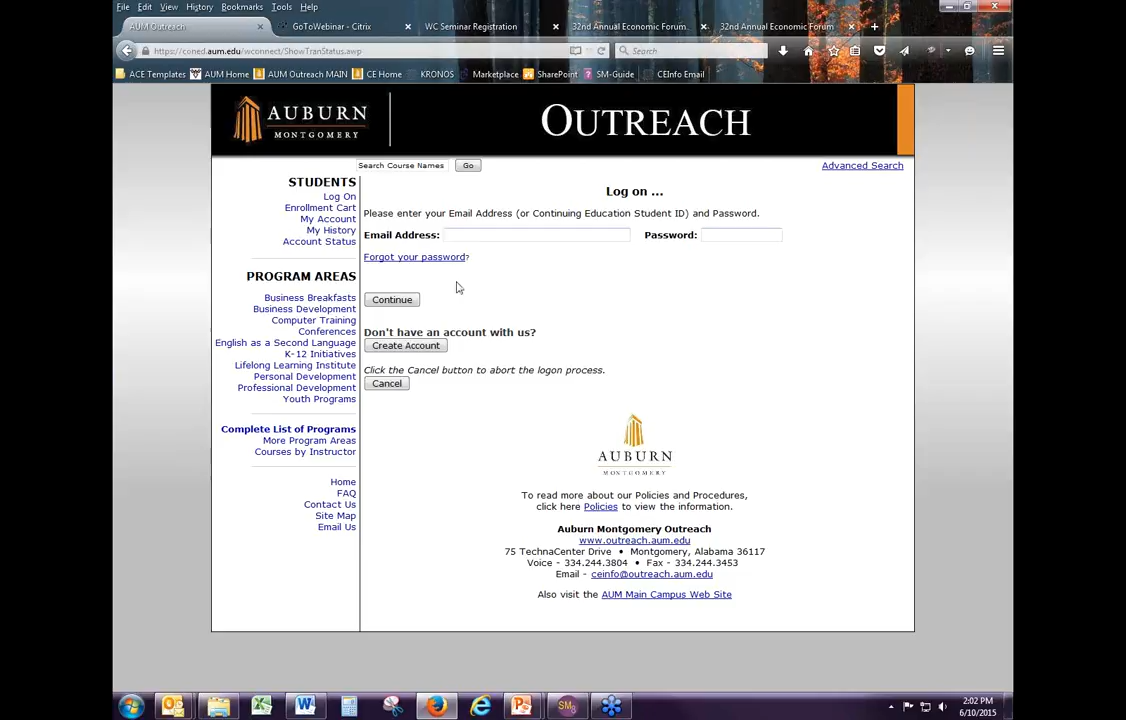 File Edit View History Bookmarks Tools Help
AUM Outreach
GoToWebinar - Citrix
WC Seminar Registration
32nd Annual Economic Forum...
32nd Annual Economic Forum
https://coned.aum.edu/wconnect/ShowTranStatus.awp
Search
ACE Templates AUM Home AUM Outreach MAIN CE Home KRONOS Marketplace SharePoint SM-Guide CEInfo Email
AUBURN
MONTGOMERY
OUTREACH
Search Course Names Go
Advanced Search
STUDENTS
Log On
Enrollment Cart
My Account
My History
Account Status
PROGRAM AREAS
Business Breakfasts
Business Development
Computer Training
Conferences
English as a Second Language
K-12 Initiatives
Lifelong Learning Institute
Personal Development
Professional Development
Youth Programs
Complete List of Programs
More Program Areas
Courses by Instructor
Home
FAQ
Contact Us
Site Map
Email Us
Log on ...
Please enter your Email Address (or Continuing Education Student ID) and Password.
Email Address: Password:
Forgot your password?
Continue
Don't have an account with us?
Create Account
Click the Cancel button to abort the logon process.
Cancel
AUBURN
MONTGOMERY
To read more about our Policies and Procedures,
click here Policies to view the information.
Auburn Montgomery Outreach
www.outreach.aum.edu
75 TechnaCenter Drive • Montgomery, Alabama 36117
Voice - 334.244.3804 • Fax - 334.244.3453
Email - ceinfo@outreach.aum.edu
Also visit the AUM Main Campus Web Site
2:02 PM
6/10/2015